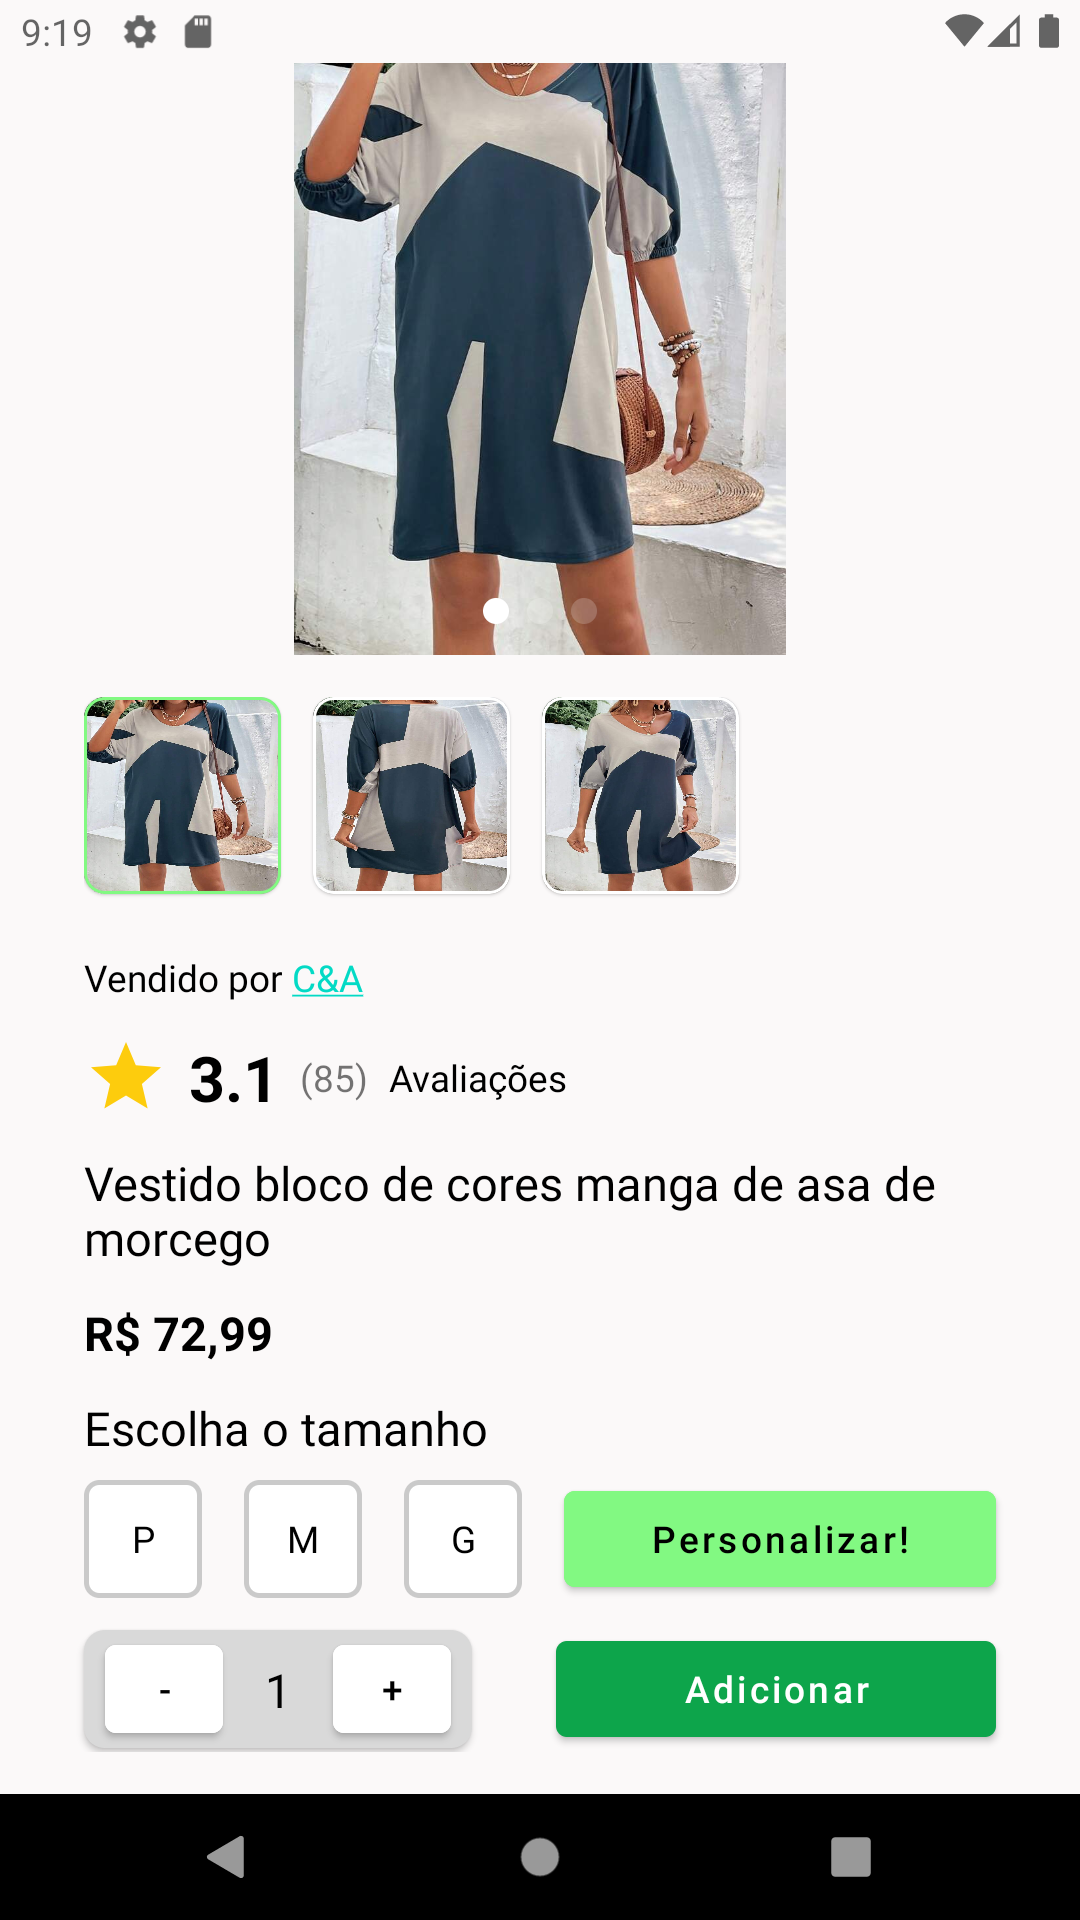 9:19
Vendido por C&A
3.1 (85) Avaliações
Vestido bloco de cores manga de asa de
morcego
R$ 72,99
Escolha o tamanho
P M G Personalizar!
- 1 + Adicionar